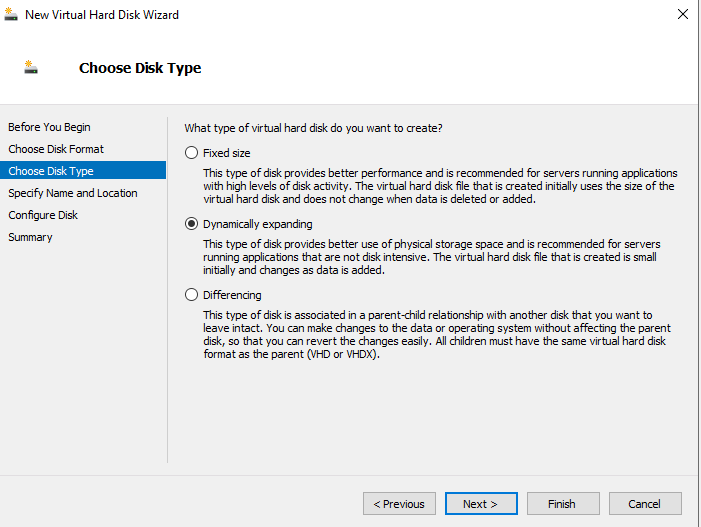 New Virtual Hard Disk Wizard
Choose Disk Type
Before You Begin
Choose Disk Format
Choose Disk Type
Specify Name and Location
Configure Disk
Summary
What type of virtual hard disk do you want to create?
Fixed size
This type of disk provides better performance and is recommended for servers running applications
with high levels of disk activity. The virtual hard disk file that is created initially uses the size of the
virtual hard disk and does not change when data is deleted or added.
Dynamically expanding
This type of disk provides better use of physical storage space and is recommended for servers
running applications that are not disk intensive. The virtual hard disk file that is created is small
initially and changes as data is added.
Differencing
This type of disk is associated in a parent-child relationship with another disk that you want to
leave intact. You can make changes to the data or operating system without affecting the parent
disk, so that you can revert the changes easily. All children must have the same virtual hard disk
format as the parent (VHD or VHDX).
< Previous
Next >
Finish
Cancel